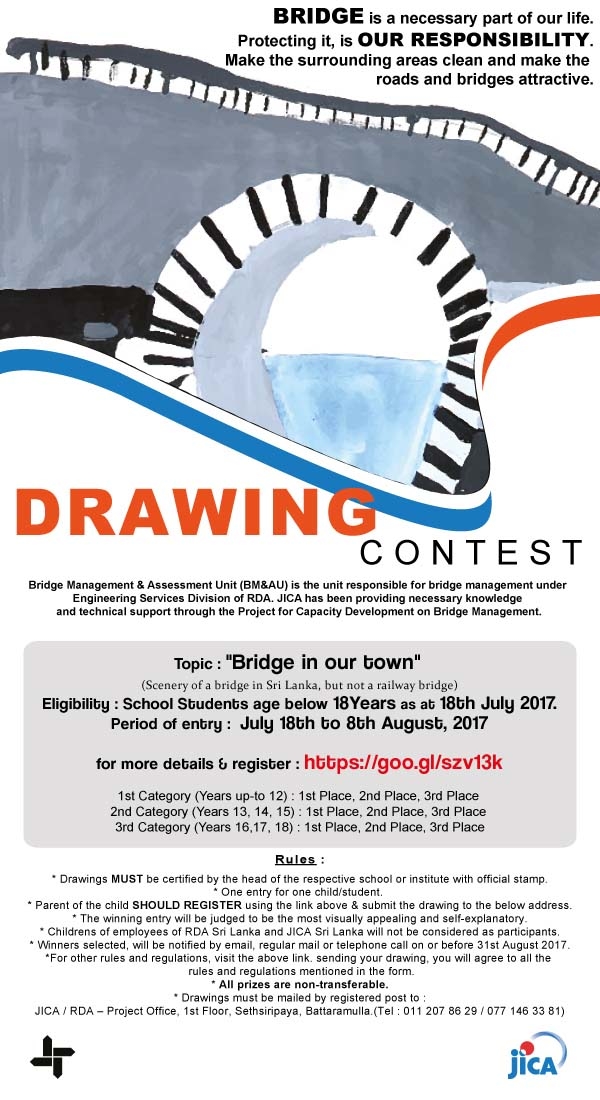 BRIDGE is a necessary part of our life.
Protecting it, is OUR RESPONSIBILITY.
Make the surrounding areas clean and make the
roads and bridges attractive.
DRAWING
CONTEST
Bridge Management & Assessment Unit (BM&AU) is the unit responsible for bridge management under
Engineering Services Division of RDA. JICA has been providing necessary knowledge
and technical support through the Project for Capacity Development on Bridge Management.
Topic : "Bridge in our town"
(Scenery of a bridge in Sri Lanka, but not a railway bridge)
Eligibility : School Students age below 18Years as at 18th July 2017.
Period of entry : July 18th to 8th August, 2017
for more details & register : https://goo.gl/szv13k
1st Category (Years up-to 12) : 1st Place, 2nd Place, 3rd Place
2nd Category (Years 13, 14, 15) : 1st Place, 2nd Place, 3rd Place
3rd Category (Years 16,17, 18) : 1st Place, 2nd Place, 3rd Place
Rules :
* Drawings MUST be certified by the head of the respective school or institute with official stamp.
* One entry for one child/student.
* Parent of the child SHOULD REGISTER using the link above & submit the drawing to the below address.
* The winning entry will be judged to be the most visually appealing and self-explanatory.
* Childrens of employees of RDA Sri Lanka and JICA Sri Lanka will not be considered as participants.
* Winners selected, will be notified by email, regular mail or telephone call on or before 31st August 2017.
*For other rules and regulations, visit the above link. sending your drawing, you will agree to all the
rules and regulations mentioned in the form.
* All prizes are non-transferable.
* Drawings must be mailed by registered post to :
JICA / RDA – Project Office, 1st Floor, Sethsiripaya, Battaramulla.(Tel : 011 207 86 29 / 077 146 33 81)
jICA